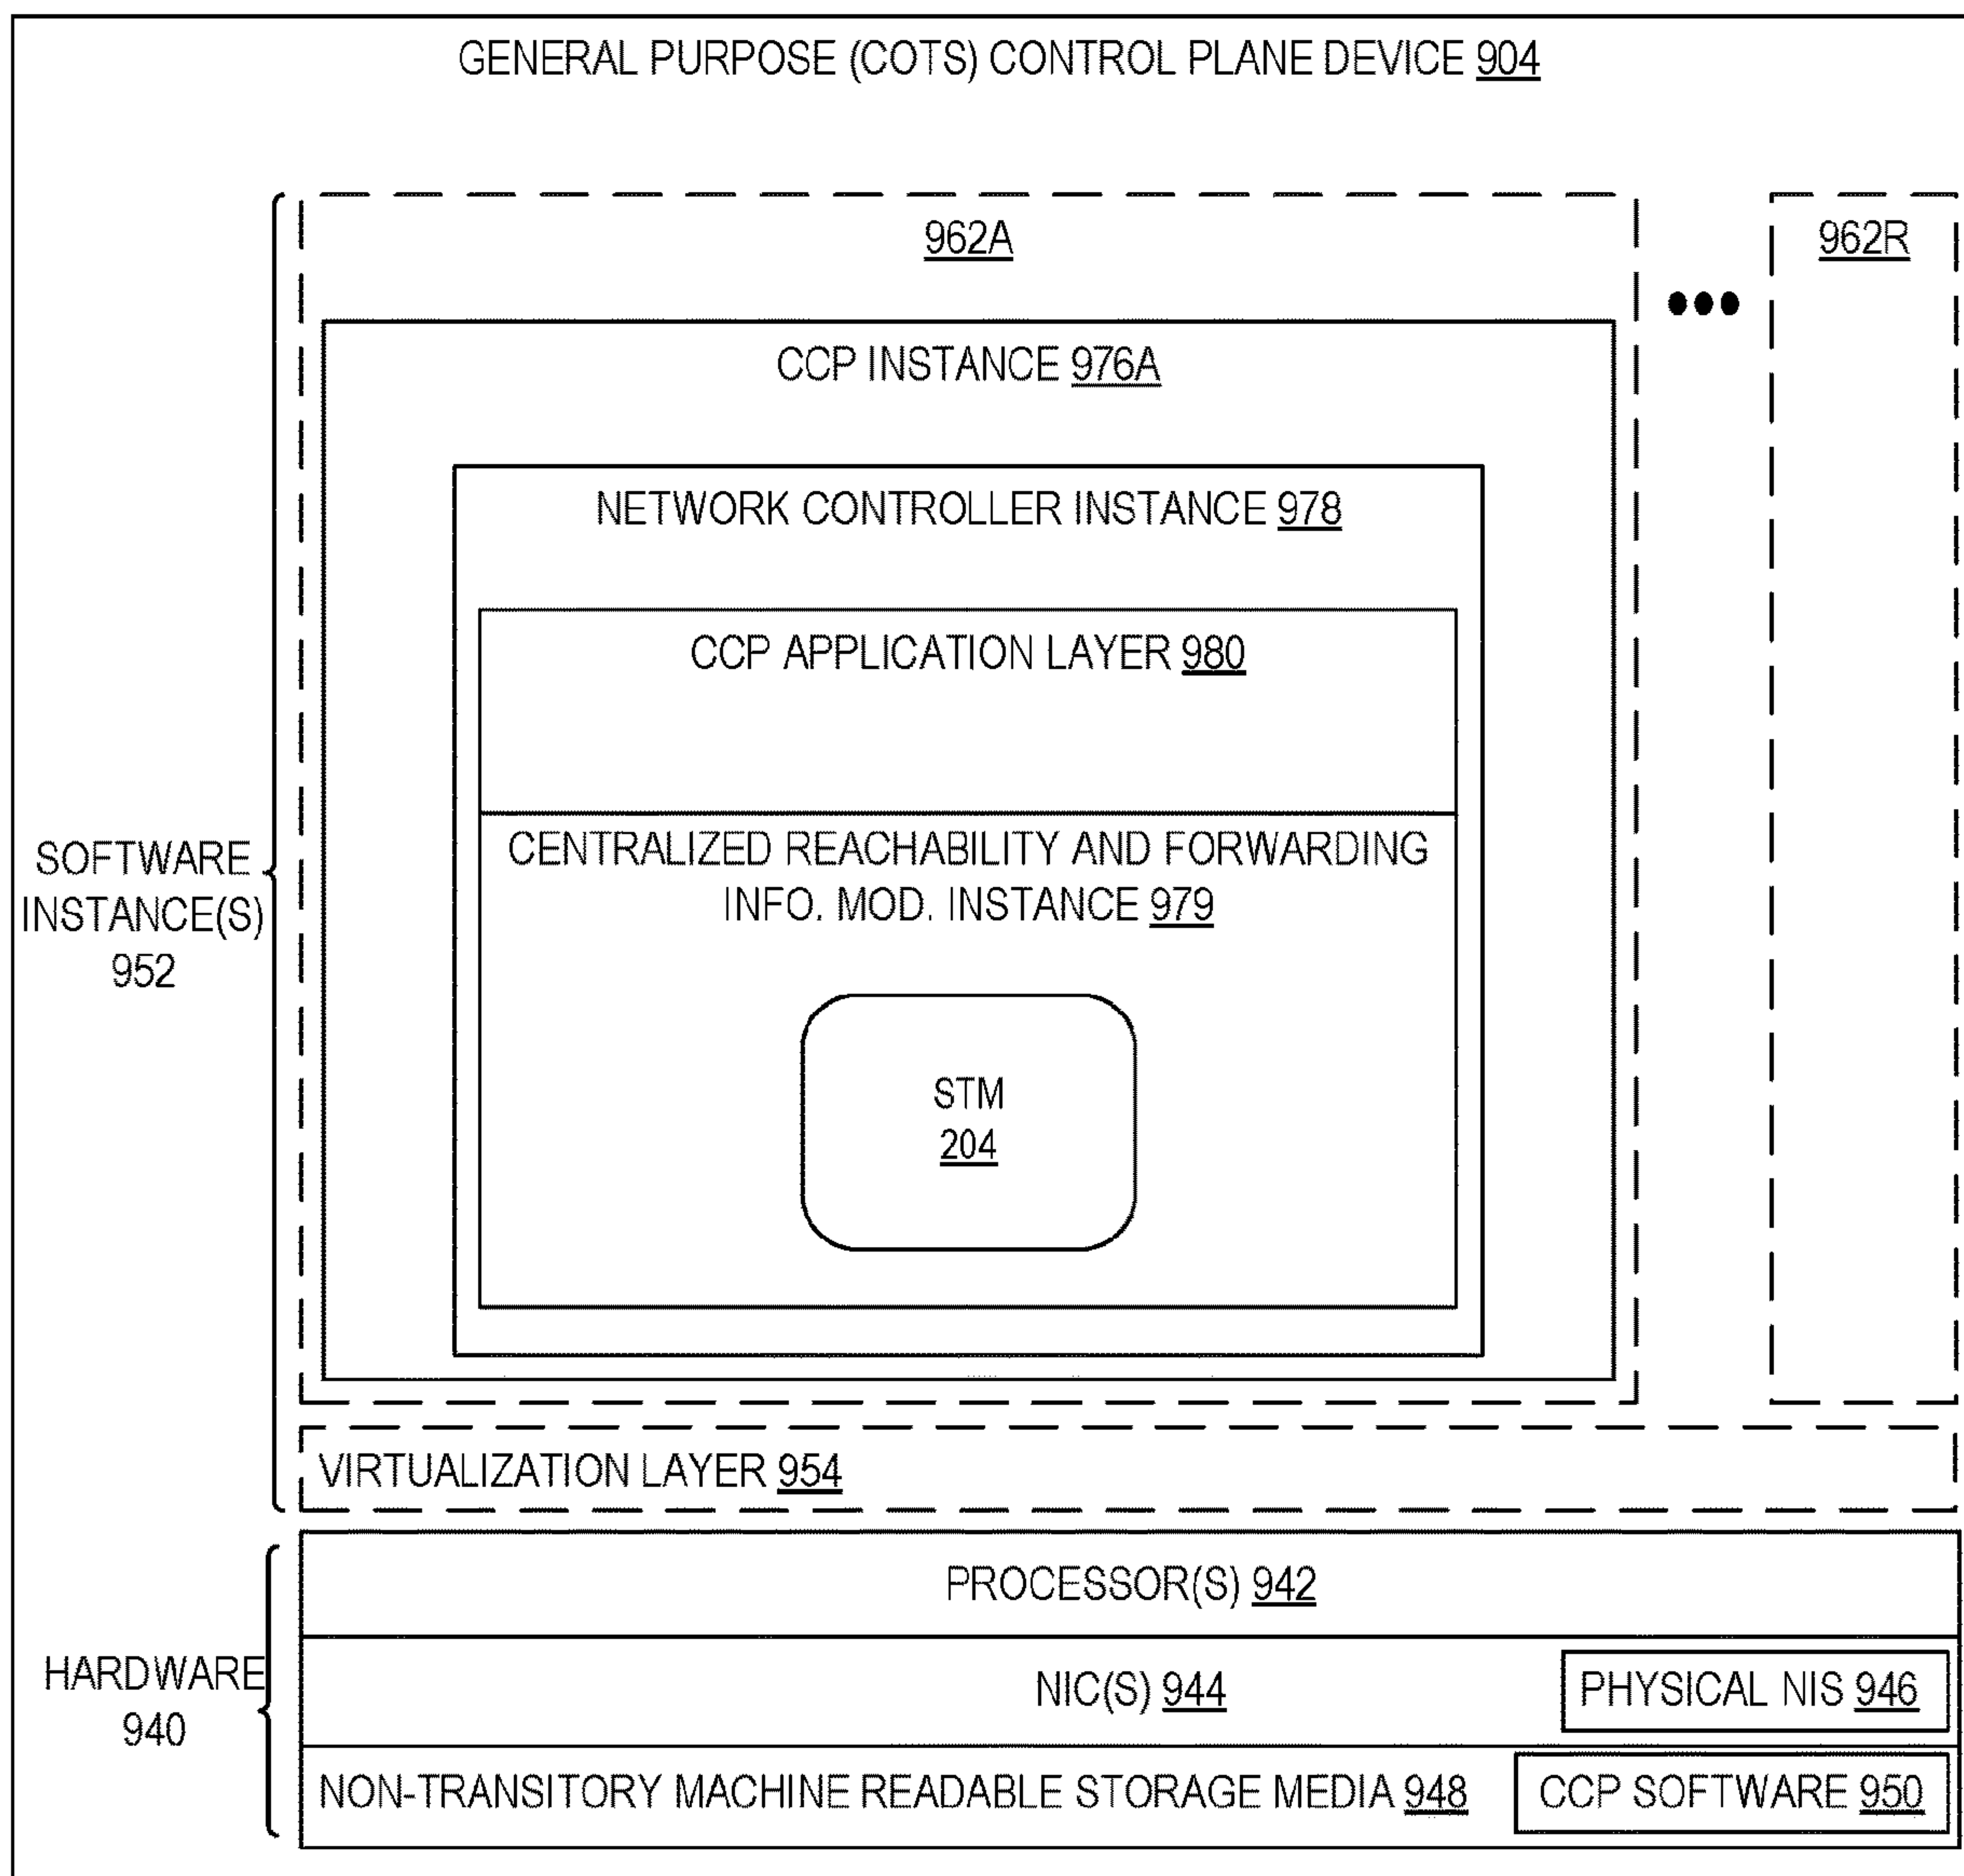 GENERAL PURPOSE (COTS) CONTROL PLANE DEVICE 904
962A
962R
CCP INSTANCE 976A
NETWORK CONTROLLER INSTANCE 978
CCP APPLICATION LAYER 980
CENTRALIZED REACHABILITY AND FORWARDING
INFO. MOD. INSTANCE 979
STM
204
SOFTWARE
INSTANCE(S)
952
VIRTUALIZATION LAYER 954
PROCESSOR(S) 942
HARDWARE
940
NIC(S) 944
PHYSICAL NIS 946
NON-TRANSITORY MACHINE READABLE STORAGE MEDIA 948
CCP SOFTWARE 950